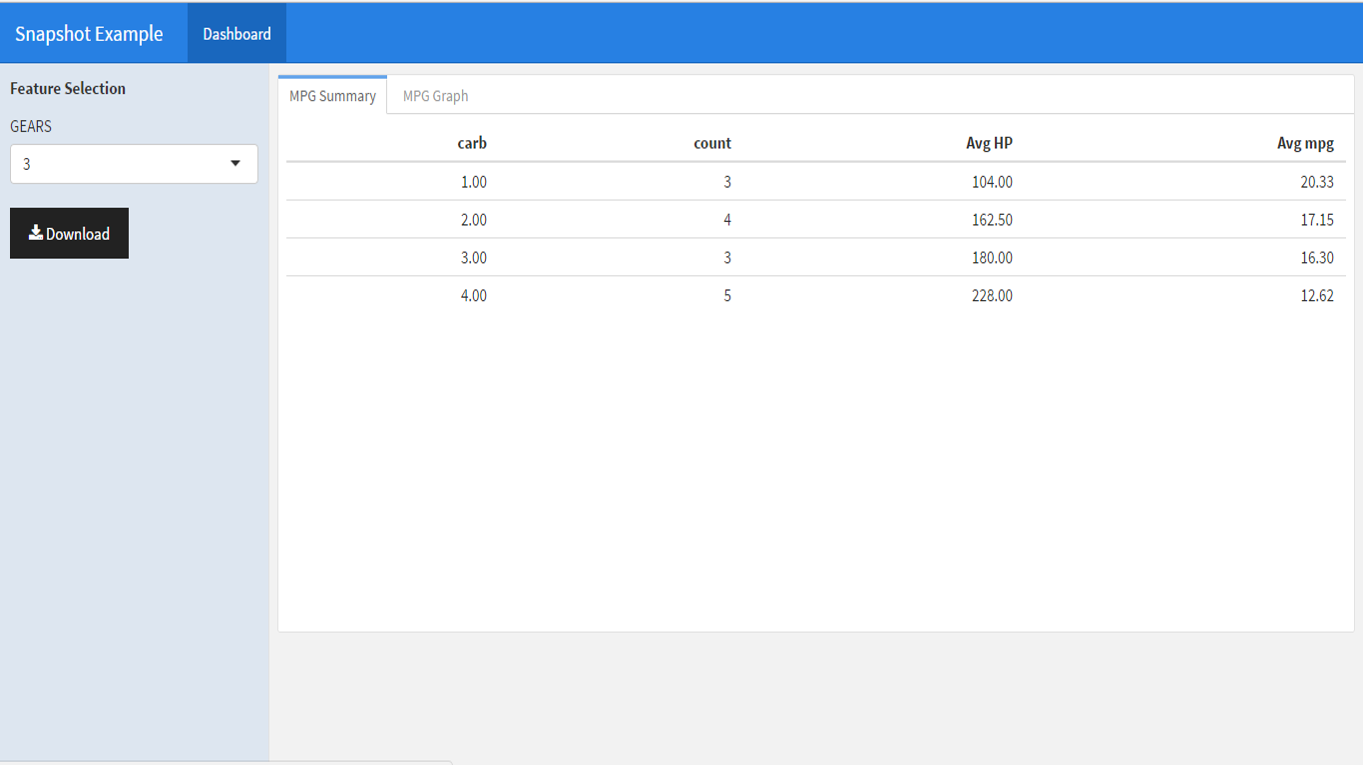 Snapshot Example Dashboard
Feature Selection
GEARS
3
Download
MPG Summary MPG Graph
carb count Avg HP Avg mpg
1.00 3 104.00 20.33
2.00 4 162.50 17.15
3.00 3 180.00 16.30
4.00 5 228.00 12.62